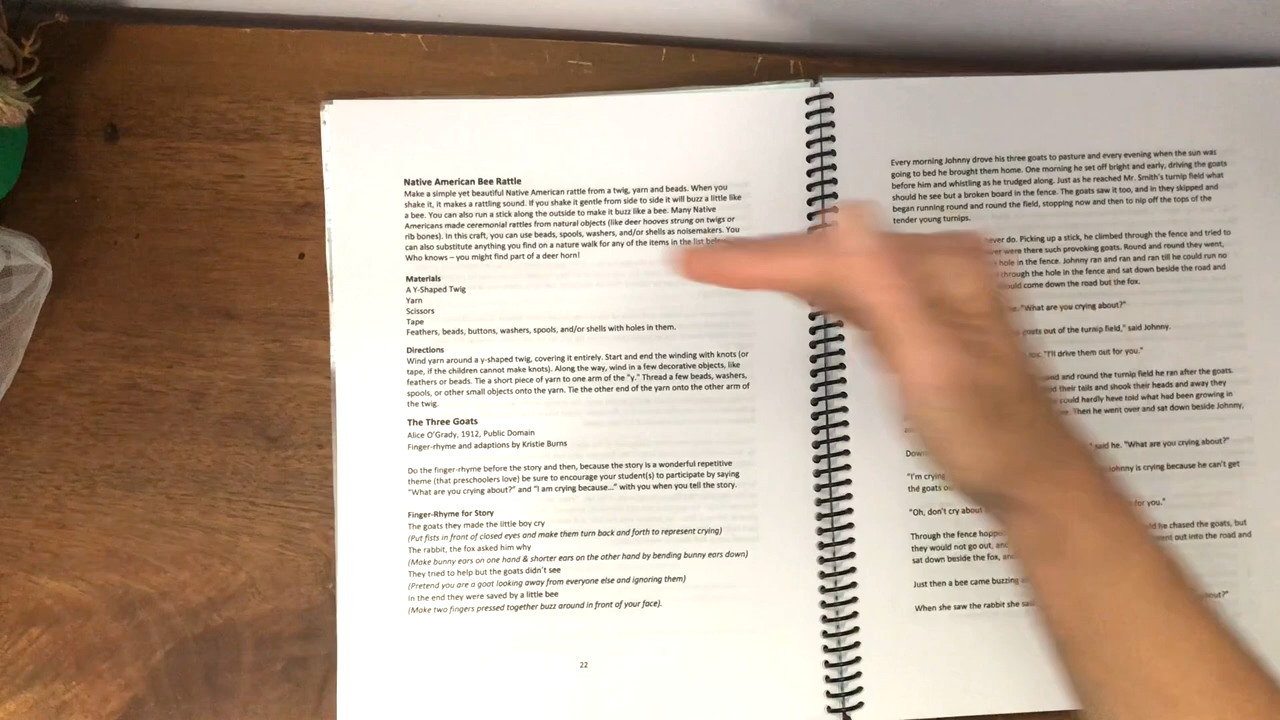 Native American Bee Rattle
Make a simple yet beautiful Native American rattle from a twig, yarn and beads. When you
shake it, it makes a rattling sound. If you shake it gentle from side to side it will buzz a little like
a bee. You can also run a stick along the outside to make it buzz like a bee. Many Native
Americans made ceremonial rattles from natural objects (like deer hooves strung on twigs or
rib bones). In this craft, you can use beads, spools, washers, and/or shells as noisemakers. You
can also substitute anything you find on a nature walk for any of the items in the list
Who knows – you might find part of a deer horn!
Materials
A Y-Shaped Twig
Yarn
Scissors
Tape
Feathers, beads, buttons, washers, spools, and/or shells with holes in them.
Directions
Wind yarn around a y-shaped twig, covering it entirely. Start and end the winding with knots (or
tape, if the children cannot make knots). Along the way, wind in a few decorative objects, like
feathers or beads. Tie a short piece of yarn to one arm of the "y." Thread a few beads, washers,
spools, or other small objects onto the yarn. Tie the other end of the yarn onto the other arm of
the twig.
The Three Goats
Alice O'Grady, 1912, Public Domain
Finger-rhyme and adaptions by Kristie Burns
Do the finger-rhyme before the story and then, because the story is a wonderful repetitive
theme (that preschoolers love) be sure to encourage your student(s) to participate by saying
"What are you crying about?" and "I am crying because..." with you when you tell the story.
Finger-Rhyme for Story
The goats they made the little boy cry
(Put fists in front of closed eyes and make them turn back and forth to represent crying)
The rabbit, the fox asked him why
(Make bunny ears on one hand & shorter ears on the other hand by bending bunny ears down)
They tried to help but the goats didn't see
(Pretend you are a goat looking away from everyone else and ignoring them)
In the end they were saved by a little bee
(Make two fingers pressed together buzz around in front of your face).
22
Every morning Johnny drove his three goats to pasture and every evening when the sun was
going to bed he brought them home. One morning he set off bright and early, driving the goats
before him and whistling as he trudged along. Just as he reached Mr. Smith's turnip field what
should he see but a broken board in the fence. The goats saw it too, and in they skipped and
began running round and round the field, stopping now and then to nip off the tops of the
tender young turnips.
never do. Picking up a stick, he climbed through the fence and tried to
were there such provoking goats. Round and round they went,
hole in the fence. Johnny ran and ran and ran till he could run no
through the hole in the fence and sat down beside the road and
would come down the road but the fox.
"What are you crying about?"
goats out of the turnip field," said Johnny.
"I'll drive them out for you."
and round the turnip field he ran after the goats.
their tails and shook their heads and away they
could hardly have told what had been growing in
Then he went over and sat down beside Johnny,
said he. "What are you crying about?"
"I'm crying
Johnny is crying because he can't get
the goats
"Oh, don't cry about
for you."
Through the fence
he chased the goats, but
they would not go out,
went out into the road and
sat down beside the fox,
Just then a bee came buzzing
When she saw the rabbit she
about?"